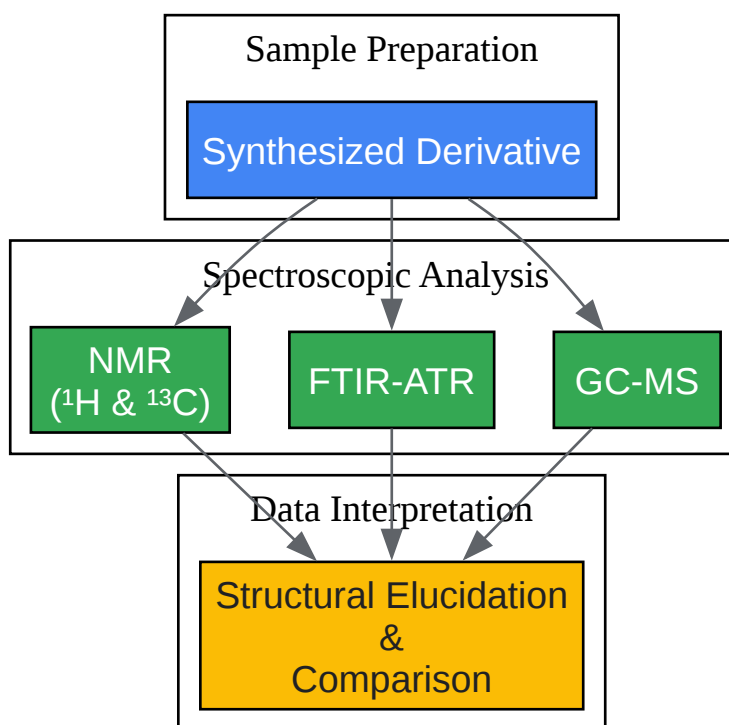 Sample Preparation
Synthesized Derivative
Spectroscopic Analysis
NMR
(¹H & ¹³C)
FTIR-ATR
GC-MS
Data Interpretation
Structural Elucidation
&
Comparison